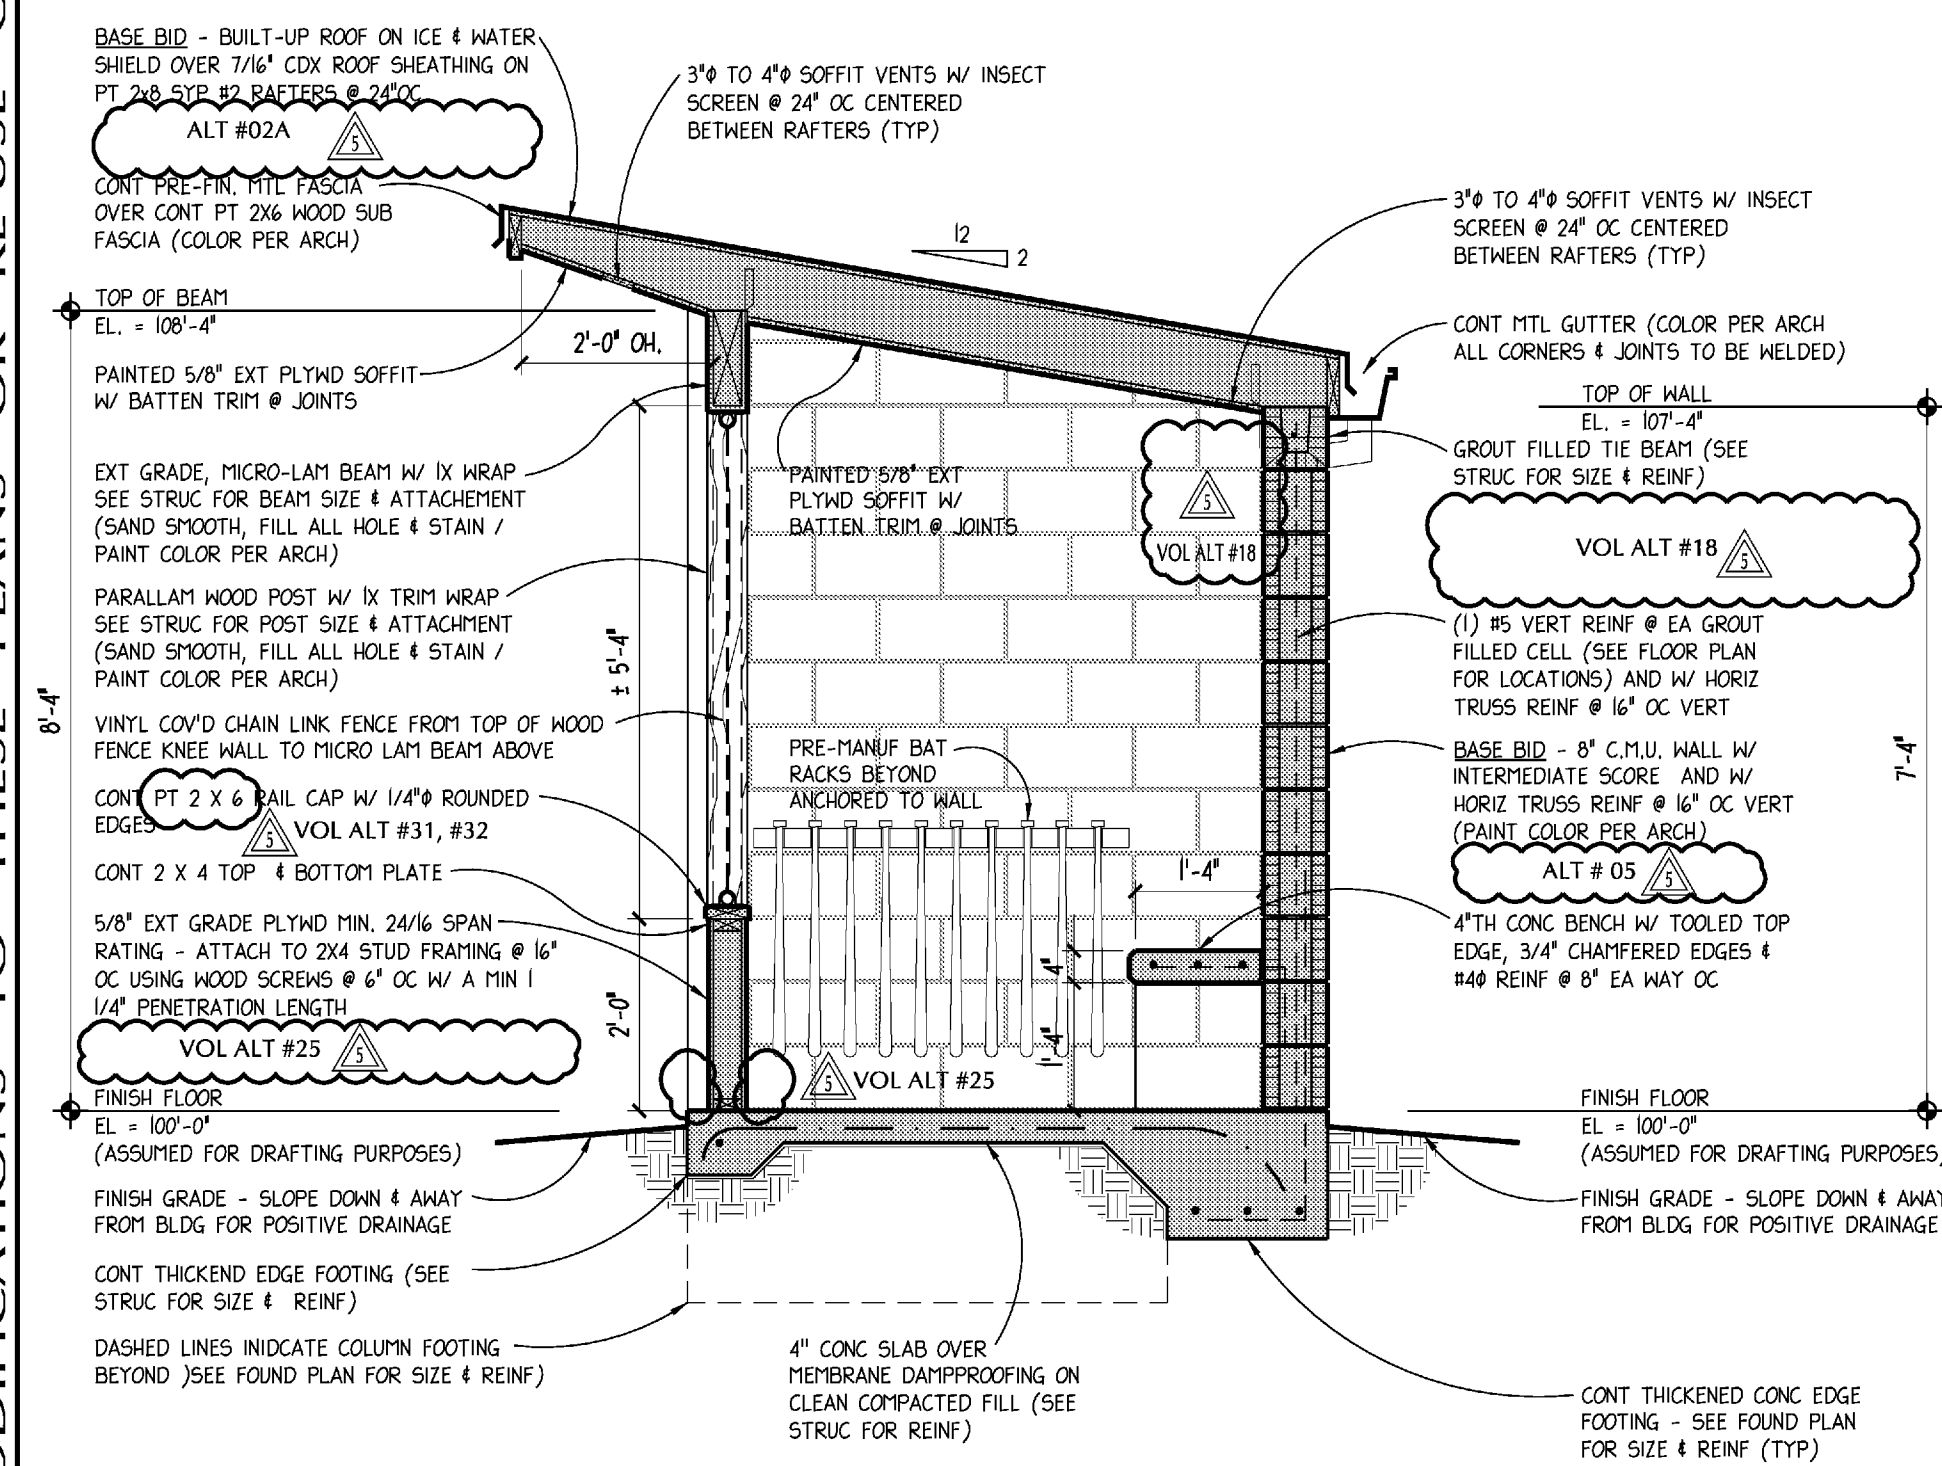 BASE BID - BUILT-UP ROOF ON ICE & WATER
SHIELD OVER 7/16" CDX ROOF SHEATHING ON
PT 2x8 SYP #2 RAFTERS @ 24"OC
ALT #02A
5
CONT PRE-FIN. MTL FASCIA
OVER CONT PT 2X6 WOOD SUB
FASCIA (COLOR PER ARCH)
TOP OF BEAM
EL. = 108'-4"
PAINTED 5/8" EXT PLYWD SOFFIT
W/ BATTEN TRIM @ JOINTS
EXT GRADE, MICRO-LAM BEAM W/ 1X WRAP
SEE STRUC FOR BEAM SIZE & ATTACHEMENT
(SAND SMOOTH, FILL ALL HOLE & STAIN /
PAINT COLOR PER ARCH)
PARALLAM WOOD POST W/ 1X TRIM WRAP
SEE STRUC FOR POST SIZE & ATTACHMENT
(SAND SMOOTH, FILL ALL HOLE & STAIN /
PAINT COLOR PER ARCH)
8'-4"
VINYL COV'D CHAIN LINK FENCE FROM TOP OF WOOD
FENCE KNEE WALL TO MICRO LAM BEAM ABOVE
CONT PT 2 X 6 RAIL CAP W/ 1/4"Φ ROUNDED
EDGES
5
VOL ALT #31, #32
CONT 2 X 4 TOP & BOTTOM PLATE
5/8" EXT GRADE PLYWD MIN. 24/16 SPAN
RATING - ATTACH TO 2X4 STUD FRAMING @ 16"
OC USING WOOD SCREWS @ 6" OC W/ A MIN 1
1/4" PENETRATION LENGTH
VOL ALT #25
5
FINISH FLOOR
EL = 100'-0"
(ASSUMED FOR DRAFTING PURPOSES)
FINISH GRADE - SLOPE DOWN & AWAY
FROM BLDG FOR POSITIVE DRAINAGE
CONT THICKEND EDGE FOOTING (SEE
STRUC FOR SIZE & REINF)
DASHED LINES INIDCATE COLUMN FOOTING
BEYOND )SEE FOUND PLAN FOR SIZE & REINF)
3"Φ TO 4"Φ SOFFIT VENTS W/ INSECT
SCREEN @ 24" OC CENTERED
BETWEEN RAFTERS (TYP)
12
2
2'-0" OH.
± 5'-4"
2'-0"
PAINTED 5/8" EXT
PLYWD SOFFIT W/
BATTEN TRIM @ JOINTS
5
VOL ALT #18
PRE-MANUF BAT
RACKS BEYOND
ANCHORED TO WALL
1'-4"
4"
1'-4"
5
VOL ALT #25
4" CONC SLAB OVER
MEMBRANE DAMPPROOFING ON
CLEAN COMPACTED FILL (SEE
STRUC FOR REINF)
3"Φ TO 4"Φ SOFFIT VENTS W/ INSECT
SCREEN @ 24" OC CENTERED
BETWEEN RAFTERS (TYP)
CONT MTL GUTTER (COLOR PER ARCH
ALL CORNERS & JOINTS TO BE WELDED)
TOP OF WALL
EL. = 107'-4"
GROUT FILLED TIE BEAM (SEE
STRUC FOR SIZE & REINF)
VOL ALT #18
5
(1) #5 VERT REINF @ EA GROUT
FILLED CELL (SEE FLOOR PLAN
FOR LOCATIONS) AND W/ HORIZ
TRUSS REINF @ 16" OC VERT
BASE BID - 8" C.M.U. WALL W/
INTERMEDIATE SCORE AND W/
HORIZ TRUSS REINF @ 16" OC VERT
(PAINT COLOR PER ARCH)
7'-4"
ALT # 05
5
4"TH CONC BENCH W/ TOOLED TOP
EDGE, 3/4" CHAMFERED EDGES &
#4Φ REINF @ 8" EA WAY OC
FINISH FLOOR
EL = 100'-0"
(ASSUMED FOR DRAFTING PURPOSES)
FINISH GRADE - SLOPE DOWN & AWAY
FROM BLDG FOR POSITIVE DRAINAGE
CONT THICKENED CONC EDGE
FOOTING - SEE FOUND PLAN
FOR SIZE & REINF (TYP)